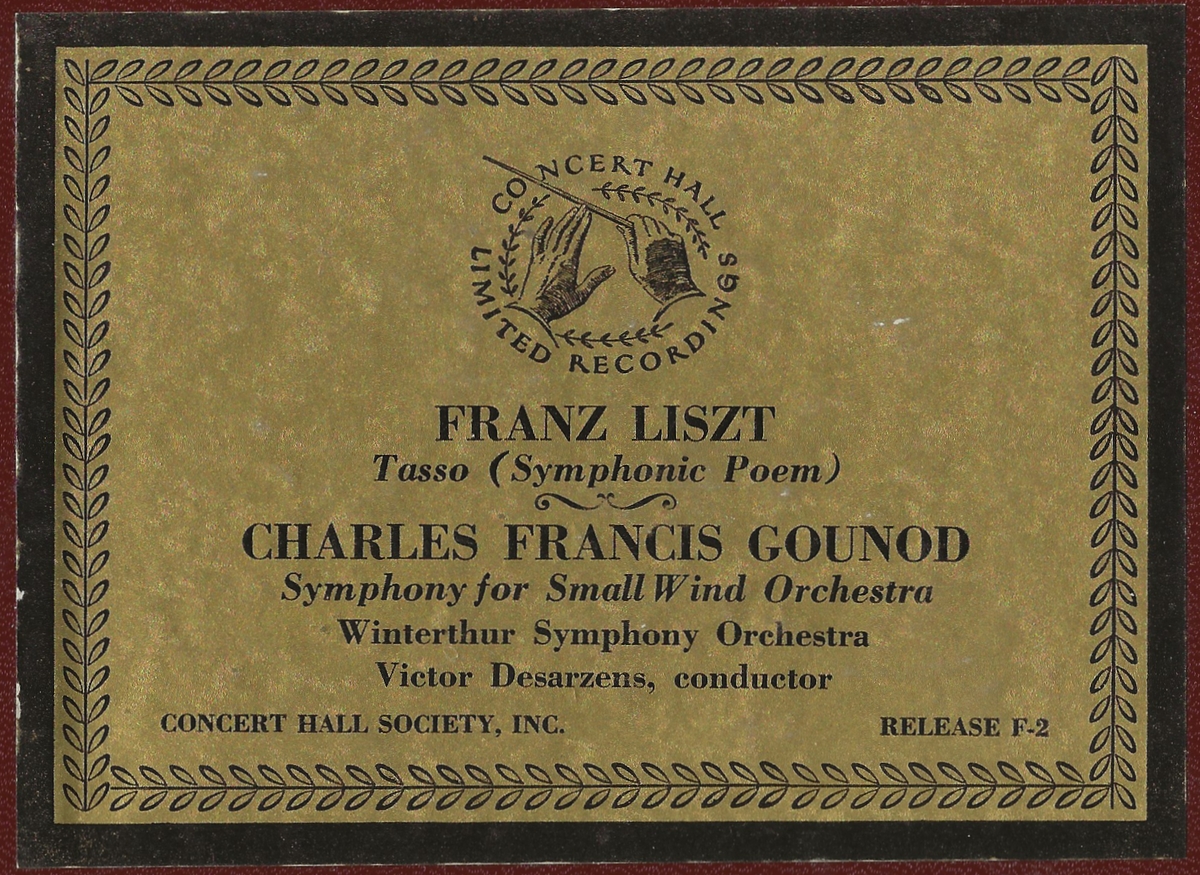 CONCERT HALL
LIMITED RECORDINGS
FRANZ LISZT
Tasso (Symphonic Poem)
CHARLES FRANCIS GOUNOD
Symphony for Small Wind Orchestra
Winterthur Symphony Orchestra
Victor Desarzens, conductor
CONCERT HALL SOCIETY, INC.
RELEASE F-2